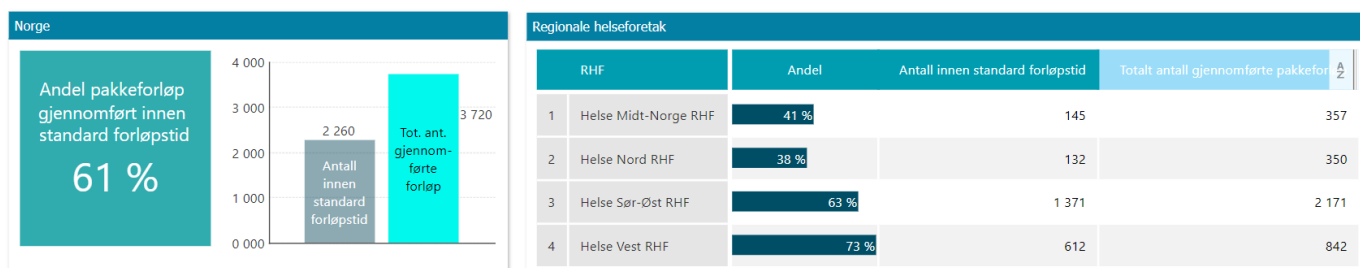 Norge
Andel pakkeforløp
gjennomført innen
standard forløpstid
61 %
4 000
3 000
2 000
1 000
0 000
2 260
Antall
innen
standard
forløpstid
3 720
Tot. ant.
gjennom-
førte
forløp
Regionale helseforetak
RHF Andel Antall innen standard forløpstid Totalt antall gjennomførte pakkefor
1 Helse Midt-Norge RHF 41 % 145 357
2 Helse Nord RHF 38 % 132 350
3 Helse Sør-Øst RHF 63 % 1 371 2 171
4 Helse Vest RHF 73 % 612 842